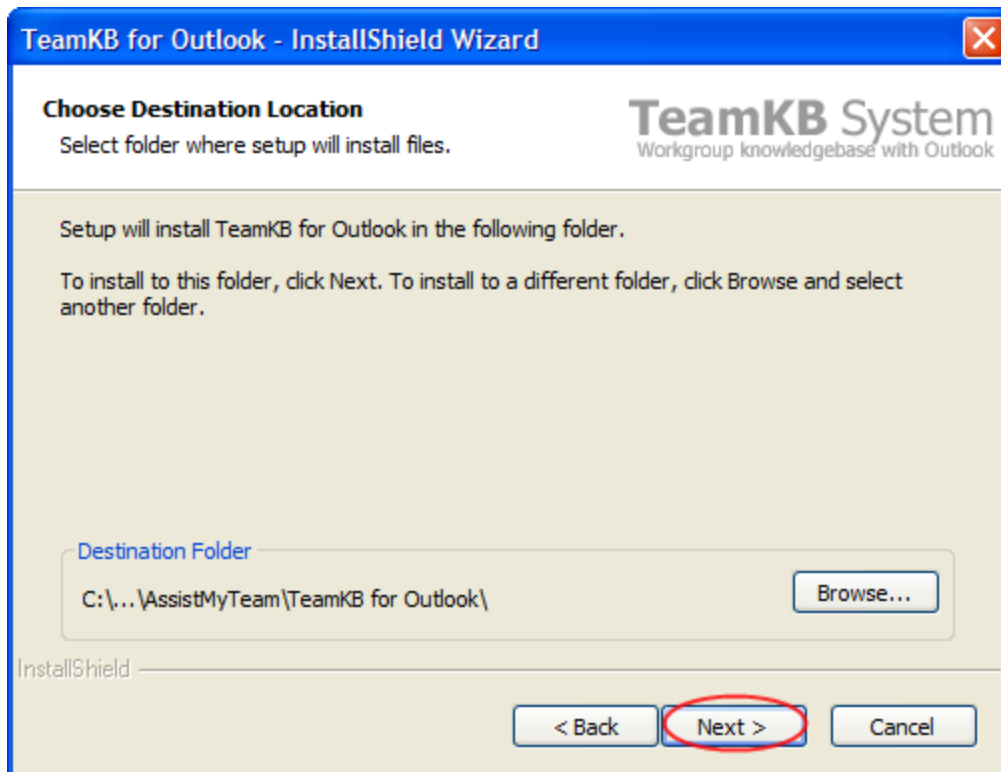 TeamKB for Outlook - InstallShield Wizard
Choose Destination Location
Select folder where setup will install files.
TeamKB System
Workgroup knowledgebase with Outlook
Setup will install TeamKB for Outlook in the following folder.
To install to this folder, click Next. To install to a different folder, click Browse and select
another folder.
Destination Folder
C:\...\AssistMyTeam\TeamKB for Outlook\
Browse...
InstallShield
< Back
Next >
Cancel